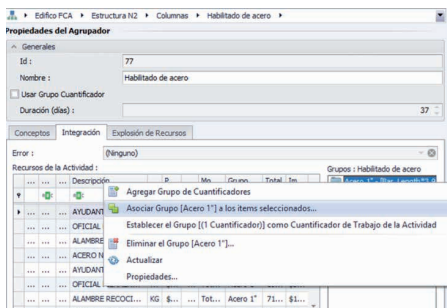 Edifico FCA Estructura N2 Columnas Habilitado de acero
Propiedades del Agrupador
Generales
Id : 77
Nombre : Habilitado de acero
Usar Grupo Cuantificador
Duración (días) : 37
Conceptos Integración Explosión de Recursos
Error : (Ninguno)
Recursos de la Actividad : Grupos : Habilitado de acero
... ... ... Descripción P... Mo... Grupo Total Im...
Agregar Grupo de Cuantificadores
AYUDANT Asociar Grupo [Acero 1"] a los items seleccionados...
OFICIAL Establecer el Grupo [(1 Cuantificador)] como Cuantificador de Trabajo de la Actividad
ALAMBRE
ACERO N Eliminar el Grupo [Acero 1"]...
AYUDANT Actualizar
OFICIAL Propiedades...
... ... ... ALAMBRE RECOCI... KG $... ... Tot... Acero 1" 71... $1...